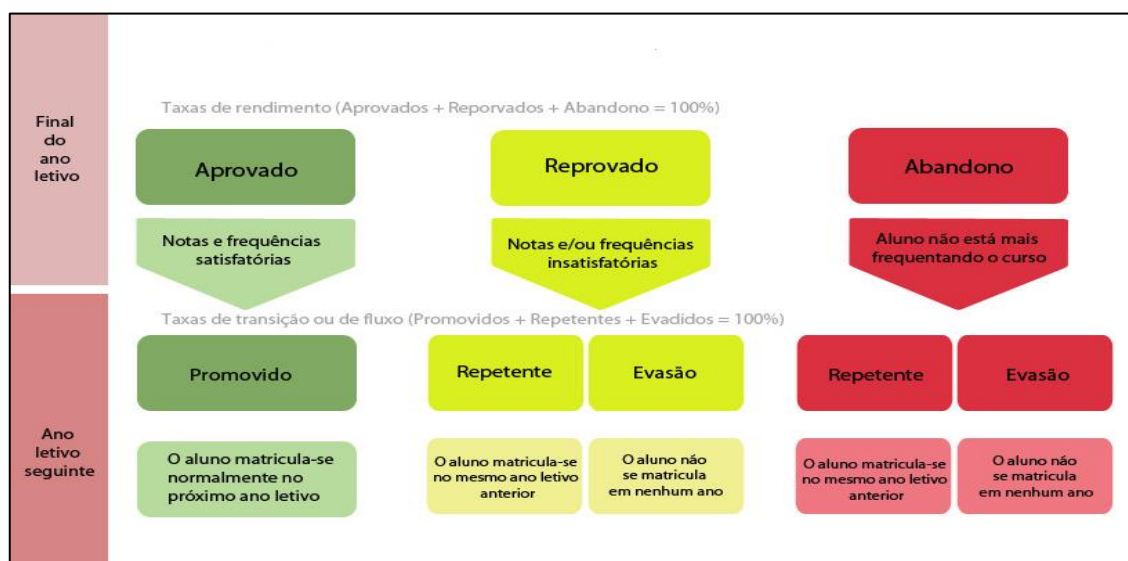 Final
do
ano
letivo
Taxas de rendimento (Aprovados + Reporvados + Abandono = 100%)
Aprovado
Reprovado
Abandono
Notas e frequências
satisfatórias
Notas e/ou frequências
insatisfatórias
Aluno não está mais
frequentando o curso
Ano
letivo
seguinte
Taxas de transição ou de fluxo (Promovidos + Repetentes + Evadidos = 100%)
Promovido
Repetente
Evasão
Repetente
Evasão
O aluno matricula-se
normalmente no
próximo ano letivo
O aluno matricula-se
no mesmo ano letivo
anterior
O aluno não
se matricula
em nenhum ano
O aluno matricula-se
no mesmo ano letivo
anterior
O aluno não
se matricula
em nenhum ano